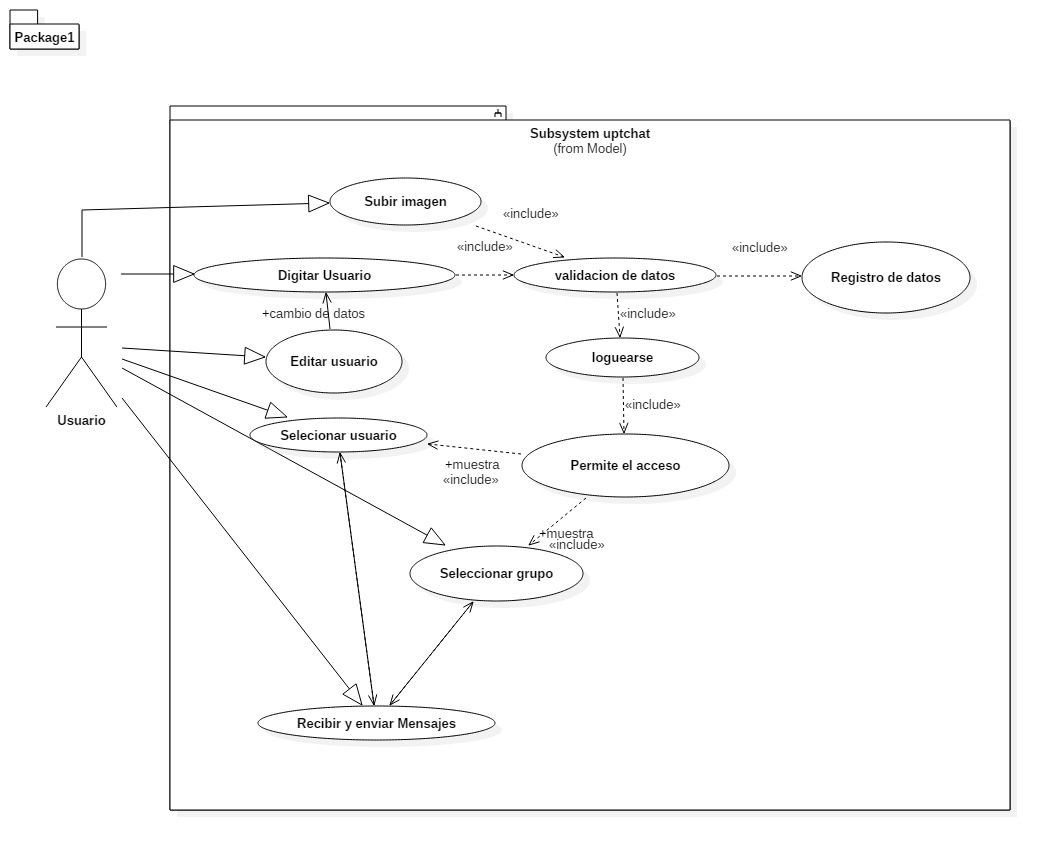 Package1
Subsystem uptchat
(from Model)
Subir imagen
«include»
«include»
«include»
Digitar Usuario
validacion de datos
Registro de datos
+cambio de datos
«include»
Editar usuario
loguearse
«include»
Usuario
Selecionar usuario
Permite el acceso
+muestra
«include»
+muestra
«include»
Seleccionar grupo
Recibir y enviar Mensajes